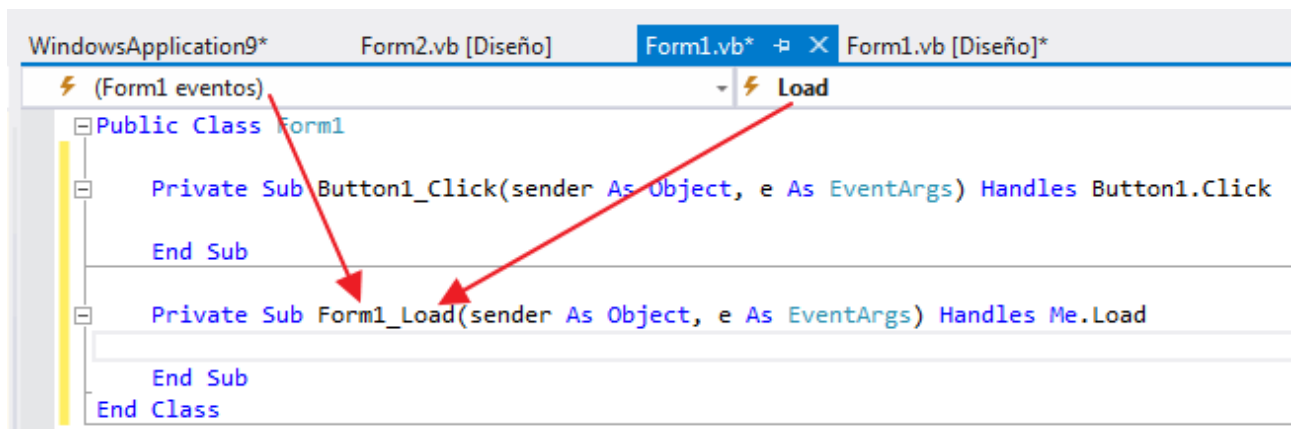 WindowsApplication9* Form2.vb [Diseño] Form1.vb* Form1.vb [Diseño]*
(Form1 eventos) Load
Public Class Form1
Private Sub Button1_Click(sender As Object, e As EventArgs) Handles Button1.Click
End Sub
Private Sub Form1_Load(sender As Object, e As EventArgs) Handles Me.Load
End Sub
End Class